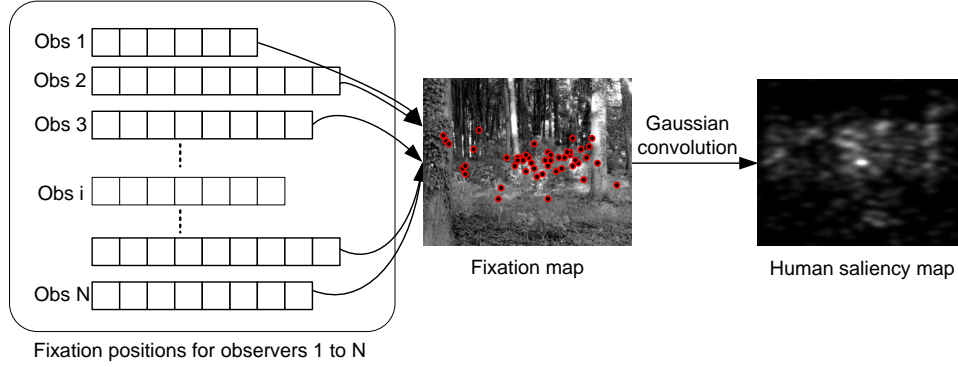 Obs 1
Obs 2
Obs 3
Obs i
Obs N
Fixation positions for observers 1 to N
Fixation map
Gaussian
convolution
Human saliency map